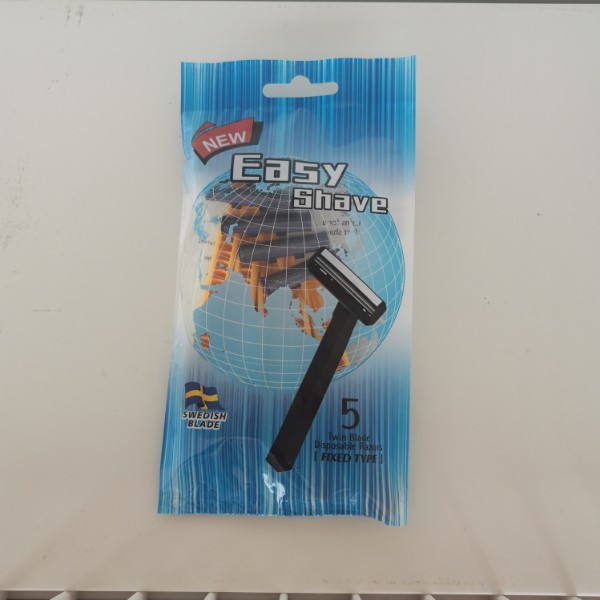 NEW
Easy
Shave
SWEDISH
BLADE
5
Twin Blade
Disposable Razors
[ FIXED TYPE ]